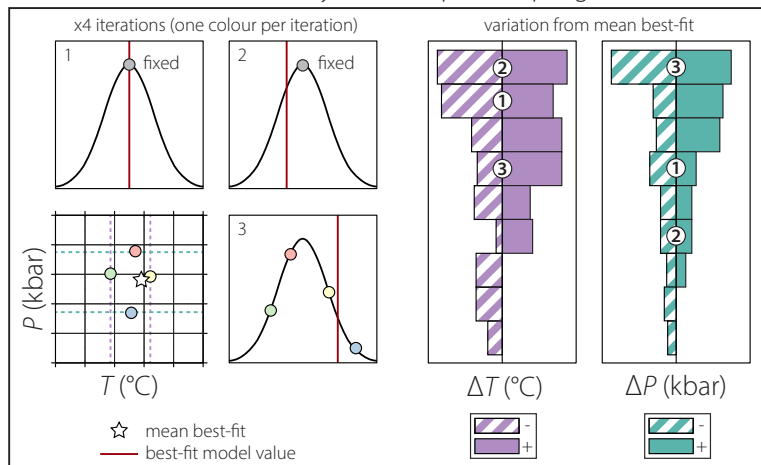 x4 iterations (one colour per iteration)
variation from mean best-fit
1
fixed
2
fixed
3
P (kbar)
T (°C)
2
1
3
3
1
2
ΔT (°C)
ΔP (kbar)
mean best-fit
best-fit model value
-
+
-
+